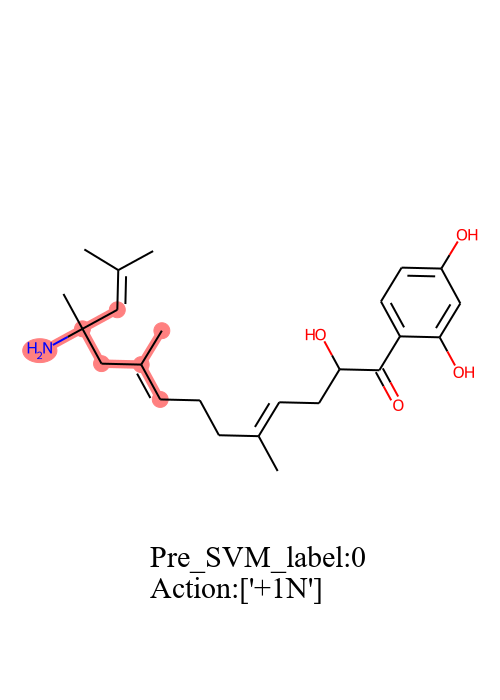 OH
HO
H2N
OH
O
Pre_SVM_label:0
Action:['+1N']